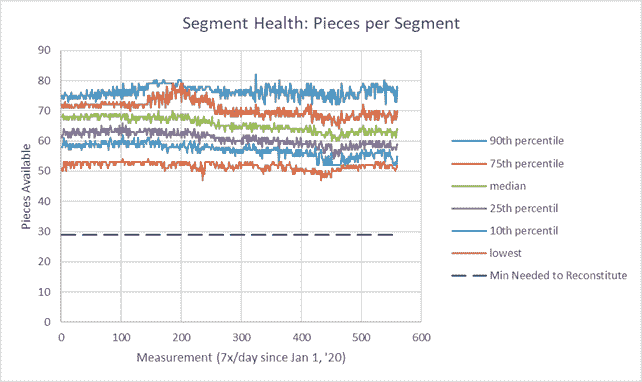 Segment Health: Pieces per Segment
90
80
70
60
50
40
30
20
10
0
Pieces Available
0 100 200 300 400 500 600
Measurement (7x/day since Jan 1, '20)
90th percentile
75th percentile
median
25th percentil
10th percentil
lowest
Min Needed to Reconstitute